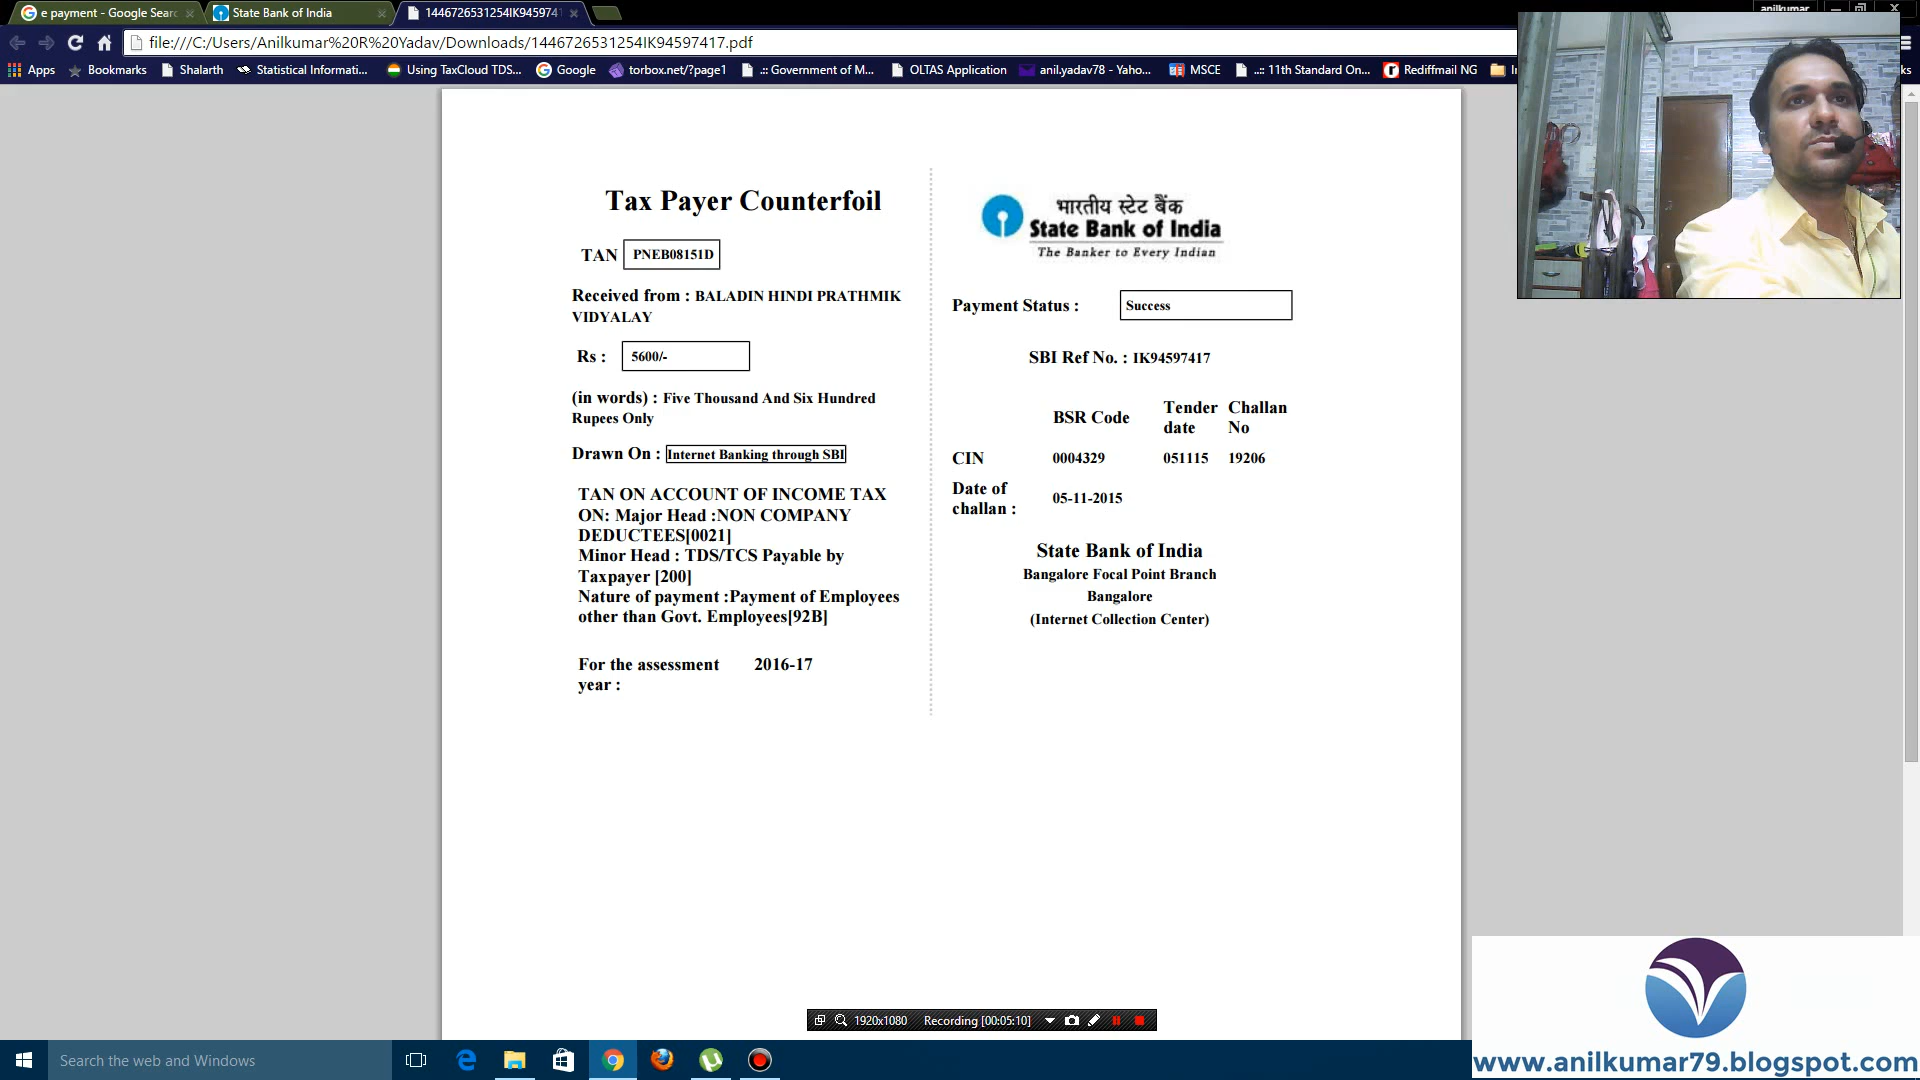 e payment - Google Searc
State Bank of India
1446726531254IK9459741
anilkumar
file:///C:/Users/Anilkumar%20R%20Yadav/Downloads/1446726531254IK94597417.pdf
Apps
Bookmarks
Shalarth
Statistical Informati...
Using TaxCloud TDS...
Google
torbox.net/?page1
.:: Government of M...
OLTAS Application
anil.yadav78 - Yaho...
MSCE
..:: 11th Standard On...
Rediffmail NG
Tax Payer Counterfoil
TAN PNEB08151D
Received from : BALADIN HINDI PRATHMIK
VIDYALAY
Rs : 5600/-
(in words) : Five Thousand And Six Hundred
Rupees Only
Drawn On : Internet Banking through SBI
TAN ON ACCOUNT OF INCOME TAX
ON: Major Head :NON COMPANY
DEDUCTEES[0021]
Minor Head : TDS/TCS Payable by
Taxpayer [200]
Nature of payment :Payment of Employees
other than Govt. Employees[92B]
For the assessment 2016-17
year :
भारतीय स्टेट बैंक
State Bank of India
The Banker to Every Indian
Payment Status : Success
SBI Ref No. : IK94597417
BSR Code Tender Challan
date No
CIN 0004329 051115 19206
Date of
challan : 05-11-2015
State Bank of India
Bangalore Focal Point Branch
Bangalore
(Internet Collection Center)
1920x1080 Recording [00:05:10]
Search the web and Windows
www.anilkumar79.blogspot.com